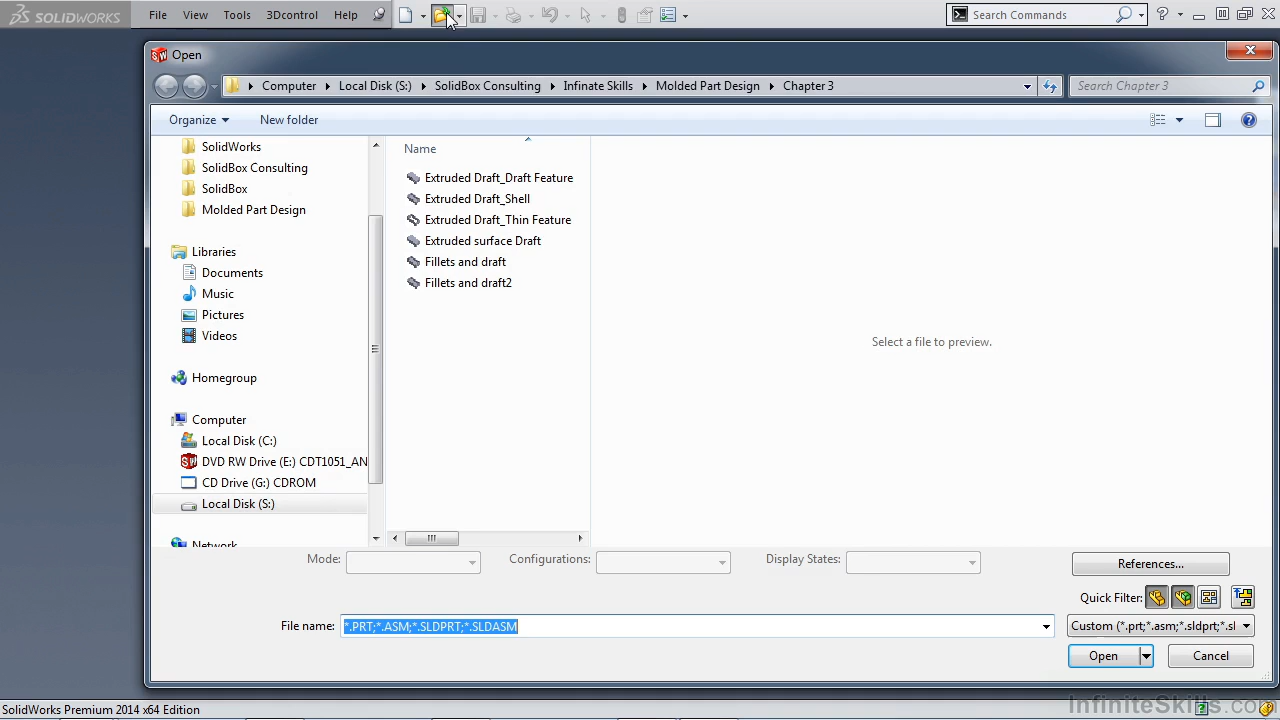 SOLIDWORKS File View Tools 3Dcontrol Help Search Commands ?
Open
Computer Local Disk (S:) SolidBox Consulting Infinate Skills Molded Part Design Chapter 3 Search Chapter 3
Organize New folder
SolidWorks
SolidBox Consulting
SolidBox
Molded Part Design
Libraries
Documents
Music
Pictures
Videos
Homegroup
Computer
Local Disk (C:)
DVD RW Drive (E:) CDT1051_AN
CD Drive (G:) CDROM
Local Disk (S:)
Network
Name
Extruded Draft_Draft Feature
Extruded Draft_Shell
Extruded Draft_Thin Feature
Extruded surface Draft
Fillets and draft
Fillets and draft2
Select a file to preview.
Mode: Configurations: Display States:
References...
Quick Filter:
File name: *.PRT;*.ASM;*.SLDPRT;*.SLDASM Custom (*.prt;*.asm;*.sldprt;*.sl
Open Cancel
SolidWorks Premium 2014 x64 Edition
InfiniteSkills.com